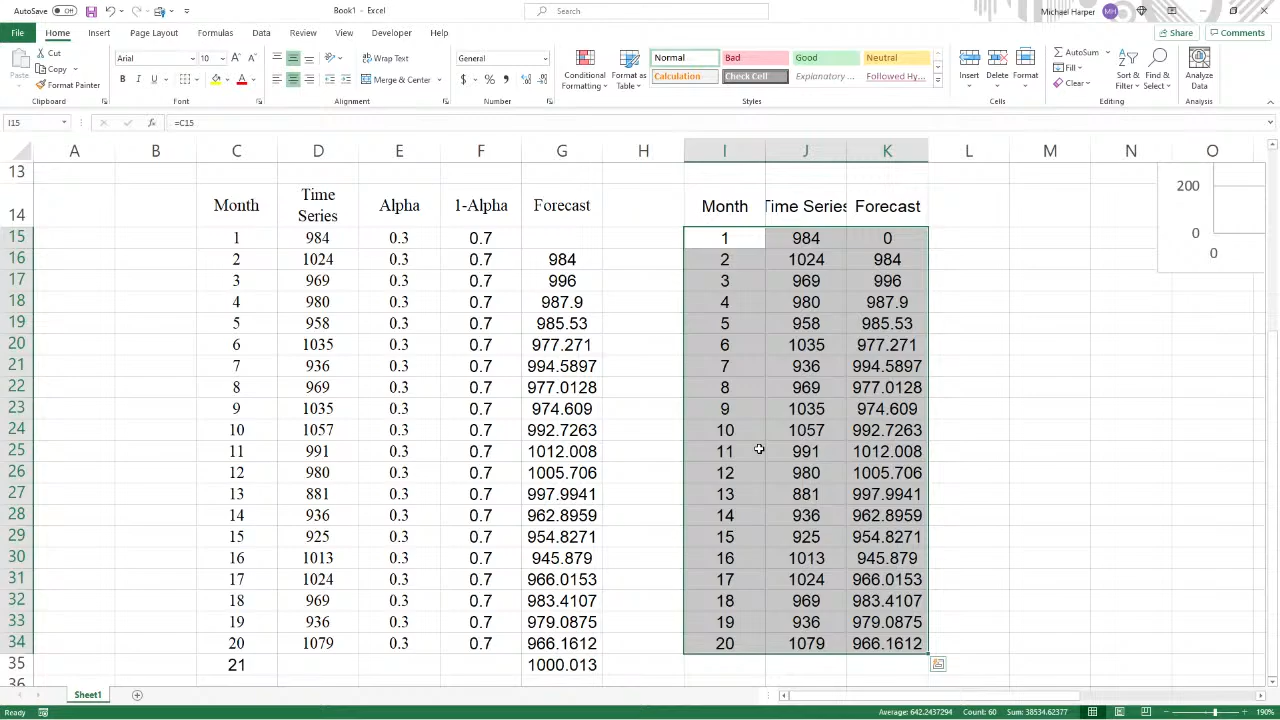 AutoSave Off Book1 - Excel Search Michael Harper MH
File Home Insert Page Layout Formulas Data Review View Developer Help Share Comments
Paste Cut Copy Format Painter Clipboard
Arial 10 A A B I U A Font
Wrap Text Merge & Center Alignment
General $ % Number
Conditional Formatting Format as Table
Normal Bad Good Neutral
Calculation Check Cell Explanatory ... Followed Hy...
Styles
Insert Delete Format Cells
AutoSum Fill Clear Sort & Filter Find & Select Editing
Analyze Data Analysis
I15 fx =C15
A B C D E F G H I J K L M N O
13
14 Month Time Series Alpha 1-Alpha Forecast Month Time Series Forecast
15 1 984 0.3 0.7 1 984 0
16 2 1024 0.3 0.7 984 2 1024 984
17 3 969 0.3 0.7 996 3 969 996
18 4 980 0.3 0.7 987.9 4 980 987.9
19 5 958 0.3 0.7 985.53 5 958 985.53
20 6 1035 0.3 0.7 977.271 6 1035 977.271
21 7 936 0.3 0.7 994.5897 7 936 994.5897
22 8 969 0.3 0.7 977.0128 8 969 977.0128
23 9 1035 0.3 0.7 974.609 9 1035 974.609
24 10 1057 0.3 0.7 992.7263 10 1057 992.7263
25 11 991 0.3 0.7 1012.008 11 991 1012.008
26 12 980 0.3 0.7 1005.706 12 980 1005.706
27 13 881 0.3 0.7 997.9941 13 881 997.9941
28 14 936 0.3 0.7 962.8959 14 936 962.8959
29 15 925 0.3 0.7 954.8271 15 925 954.8271
30 16 1013 0.3 0.7 945.879 16 1013 945.879
31 17 1024 0.3 0.7 966.0153 17 1024 966.0153
32 18 969 0.3 0.7 983.4107 18 969 983.4107
33 19 936 0.3 0.7 979.0875 19 936 979.0875
34 20 1079 0.3 0.7 966.1612 20 1079 966.1612
35 21 1000.013
36
200
0
0
Sheet1
Ready Average: 642.2437294 Count: 60 Sum: 38534.62377 190%